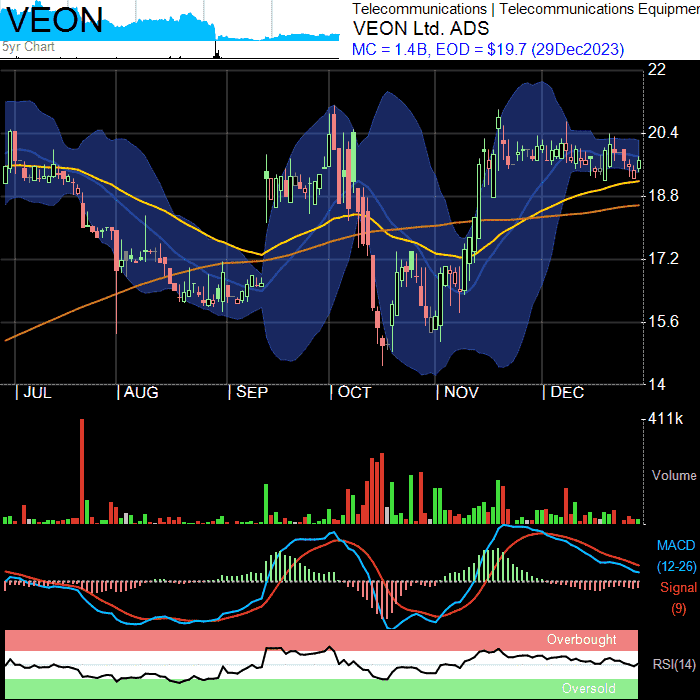 VEON
5yr Chart
Telecommunications | Telecommunications Equipmen
VEON Ltd. ADS
MC = 1.4B, EOD = $19.7 (29Dec2023)
22
20.4
18.8
17.2
15.6
14
| JUL | AUG | SEP | OCT | NOV | DEC
411k
Volume
MACD
(12-26)
Signal
(9)
Overbought
RSI(14)
Oversold